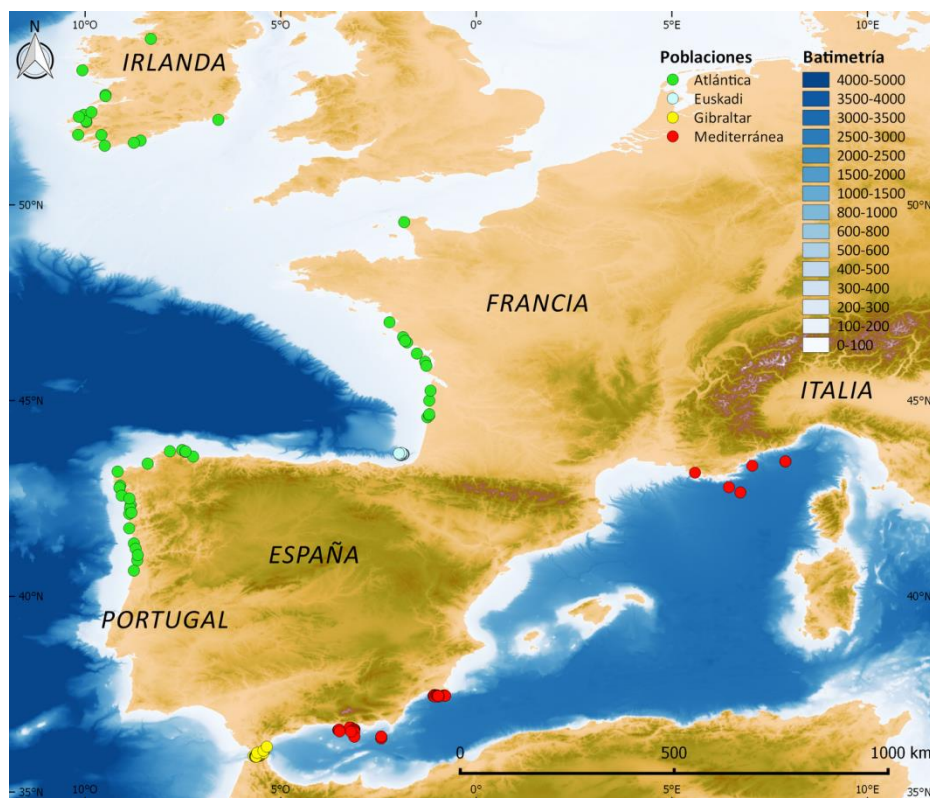 10°O 5°O 0° 5°E 10°E
N
IRLANDA
Poblaciones
Atlántica
Euskadi
Gibraltar
Mediterránea
Batimetría
4000-5000
3500-4000
3000-3500
2500-3000
2000-2500
1500-2000
1000-1500
800-1000
600-800
500-600
400-500
300-400
200-300
100-200
0-100
50°N 50°N
FRANCIA
45°N 45°N
ITALIA
ESPAÑA
40°N 40°N
PORTUGAL
0 500 1000 km
35°N 35°N
10°O 5°O 0° 5°E 10°E